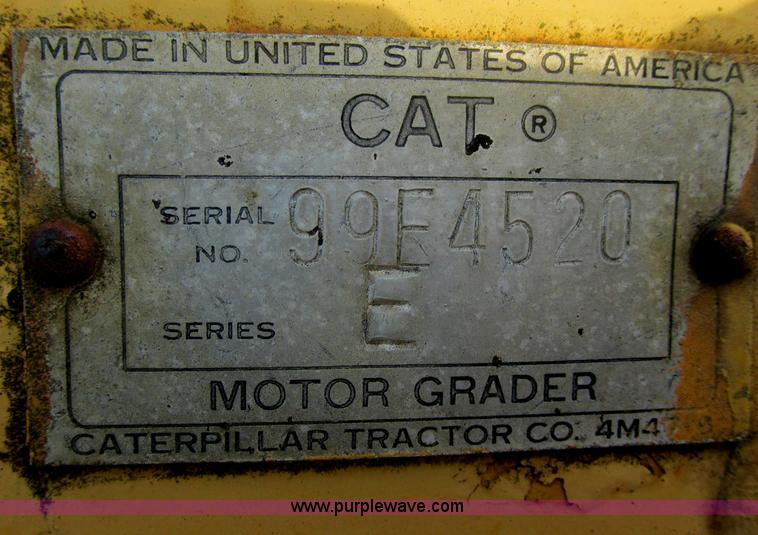 MADE IN UNITED STATES OF AMERICA
CAT ®
SERIAL NO. 99E4520
SERIES E
MOTOR GRADER
CATERPILLAR TRACTOR CO.
www.purplewave.com